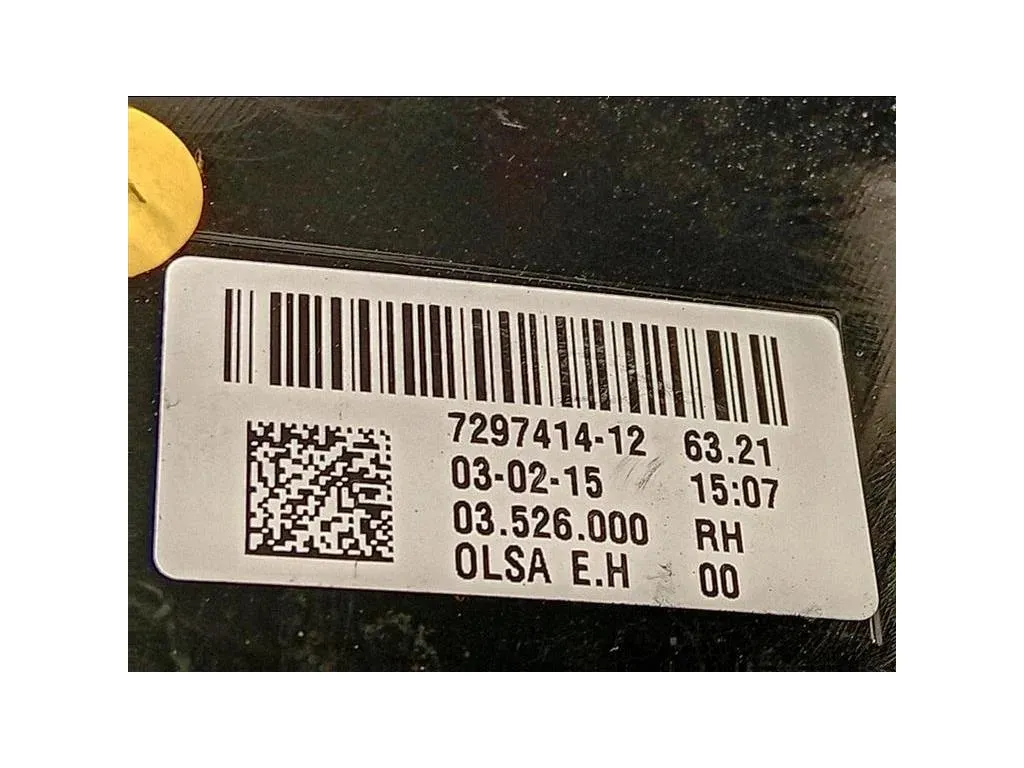 7297414-12 63.21
03-02-15 15:07
03.526.000 RH
OLSA E.H 00